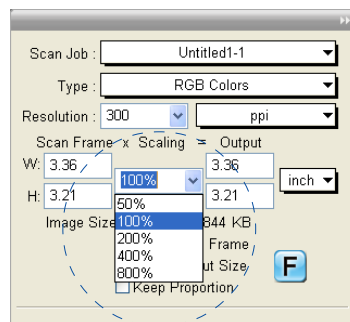 Scan Job : Untitled1-1
Type : RGB Colors
Resolution : 300 ppi
Scan Frame x Scaling = Output
W: 3.36 100% 3.36 inch
H: 3.21 3.21
50%
Image Size 100% 844 KB
200% Frame
400% ut Size
800%
F
Keep Proportion